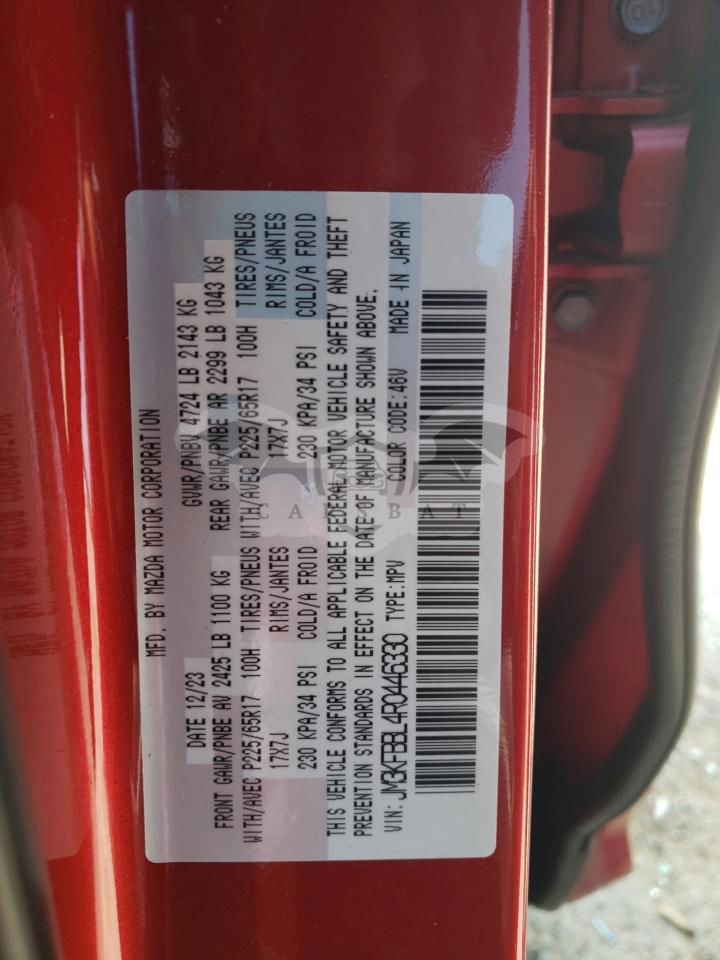 MFD. BY MAZDA MOTOR CORPORATION
DATE 12/23 GVWR/PNBV 4724 LB 2143 KG
FRONT GAWR/PNBE AV 2425 LB 1100 KG REAR GAWR/PNBE AR 2299 LB 1043 KG
WITH/AVEC P225/65R17 100H TIRES/PNEUS WITH/AVEC P225/65R17 100H TIRES/PNEUS
17X7J RIMS/JANTES 17X7J RIMS/JANTES
230 KPA/34 PSI COLD/A FROID 230 KPA/34 PSI COLD/A FROID
THIS VEHICLE CONFORMS TO ALL APPLICABLE FEDERAL MOTOR VEHICLE SAFETY AND THEFT
PREVENTION STANDARDS IN EFFECT ON THE DATE OF MANUFACTURE SHOWN ABOVE.
VIN: JM3KFBBL4R0446330 TYPE:MPV COLOR CODE:46V MADE IN JAPAN
CARSBAT